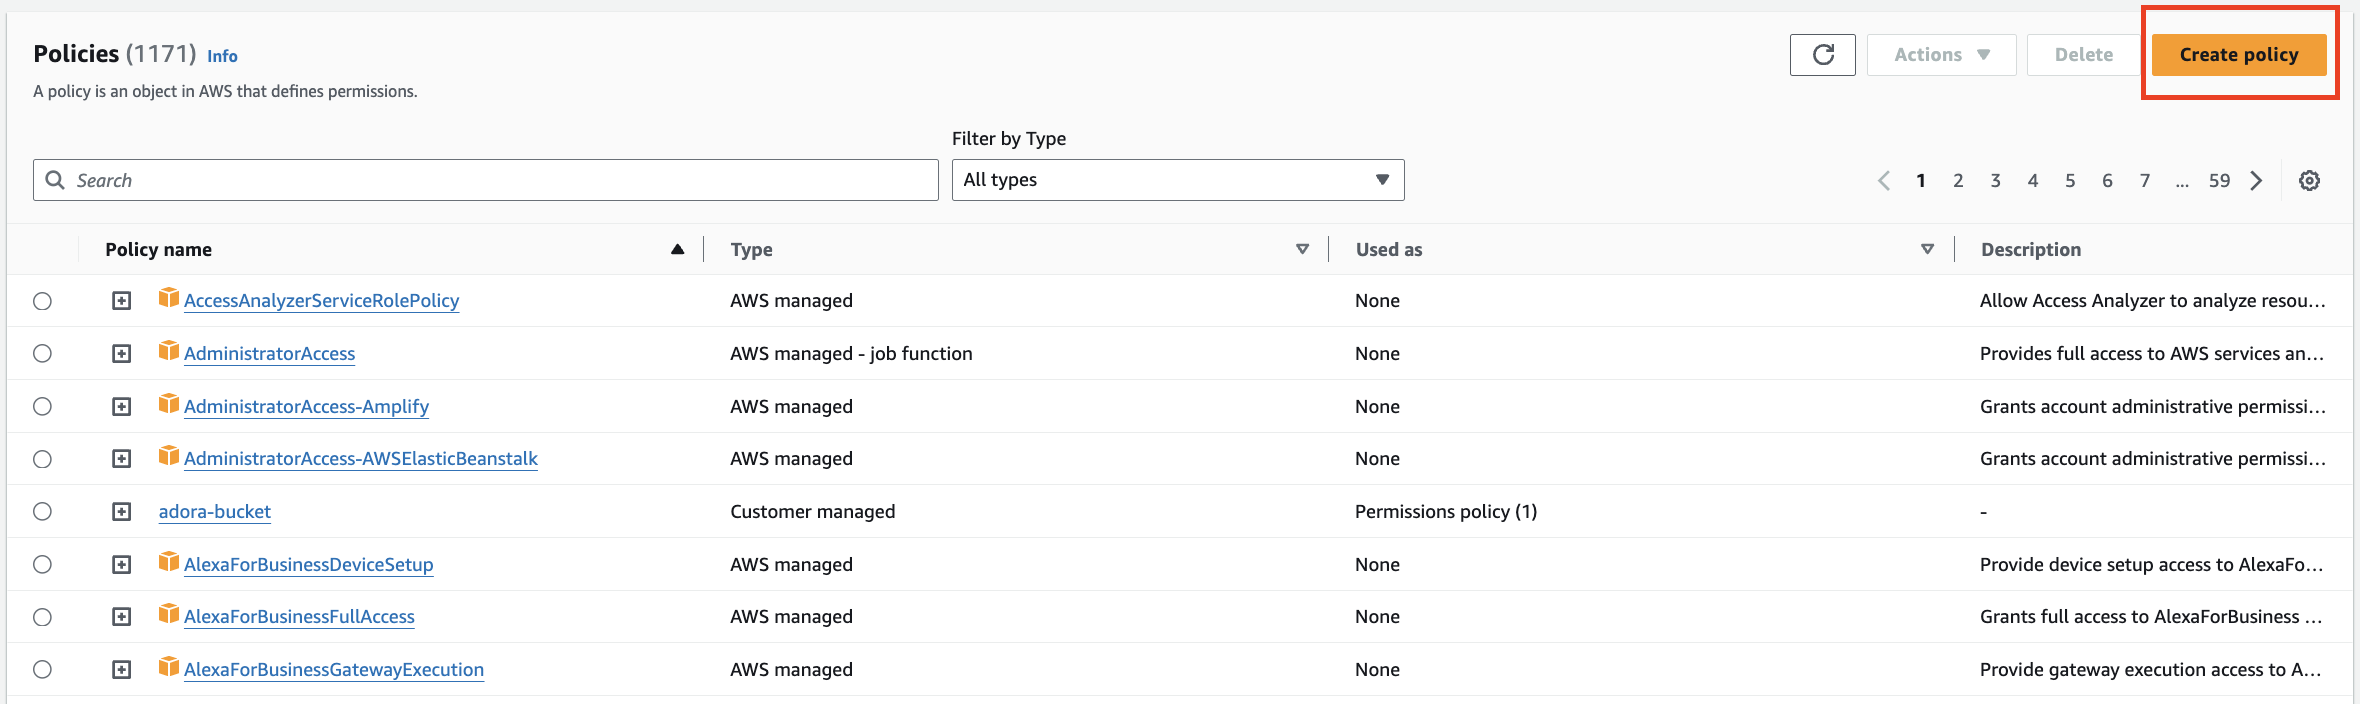 Policies (1171) Info
Actions Delete Create policy
A policy is an object in AWS that defines permissions.
Filter by Type
Search All types 1 2 3 4 5 6 7 ... 59
Policy name Type Used as Description
AccessAnalyzerServiceRolePolicy AWS managed None Allow Access Analyzer to analyze resou...
AdministratorAccess AWS managed - job function None Provides full access to AWS services an...
AdministratorAccess-Amplify AWS managed None Grants account administrative permissi...
AdministratorAccess-AWSElasticBeanstalk AWS managed None Grants account administrative permissi...
adora-bucket Customer managed Permissions policy (1) -
AlexaForBusinessDeviceSetup AWS managed None Provide device setup access to AlexaFo...
AlexaForBusinessFullAccess AWS managed None Grants full access to AlexaForBusiness ...
AlexaForBusinessGatewayExecution AWS managed None Provide gateway execution access to A...